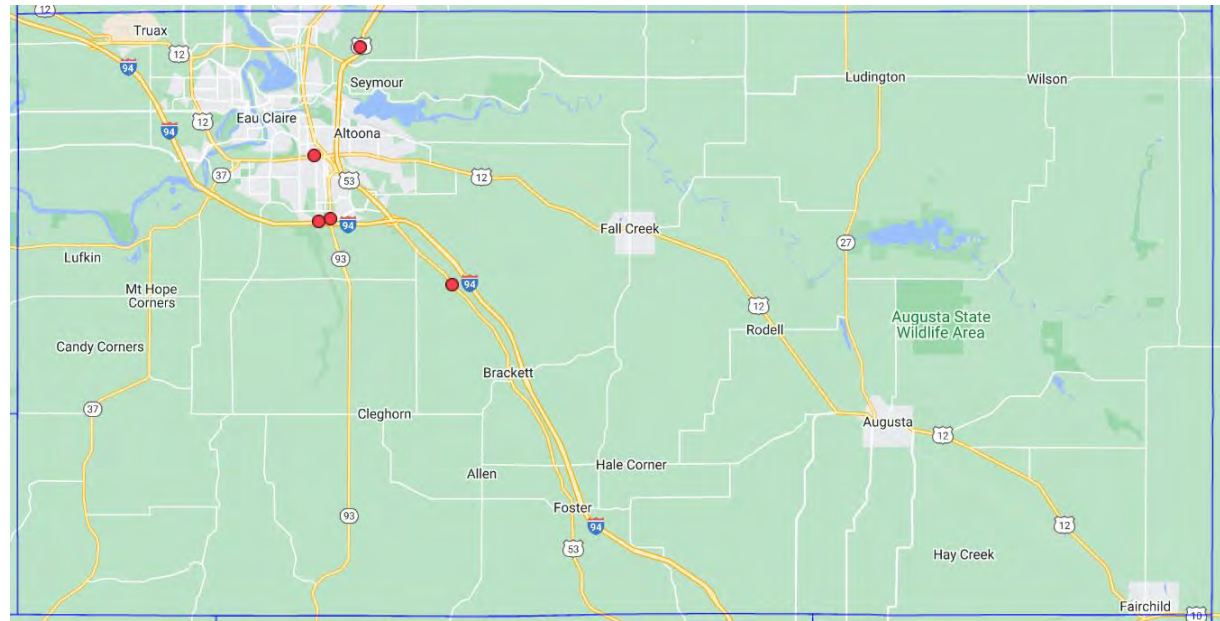 12
Truax
12
94
Seymour
Ludington
Wilson
Eau Claire
12
94
Altoona
37
53
12
12
Fall Creek
94
27
Lufkin
93
94
Mt Hope
Corners
12
Augusta State
Wildlife Area
Rodell
Candy Corners
Brackett
37
Cleghorn
Augusta
12
Allen
Hale Corner
Foster
93
94
12
53
Hay Creek
Fairchild
10